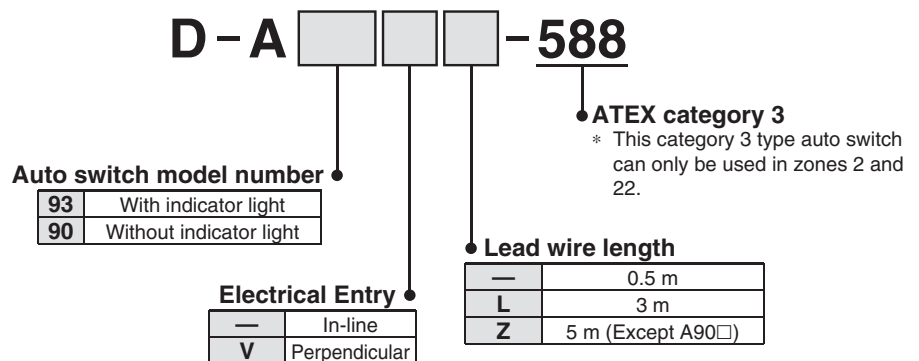 D-A □ □ □ -588
ATEX category 3
* This category 3 type auto switch
can only be used in zones 2 and
22.
Auto switch model number
93 With indicator light
90 Without indicator light
Lead wire length
— 0.5 m
L 3 m
Z 5 m (Except A90□)
Electrical Entry
— In-line
V Perpendicular